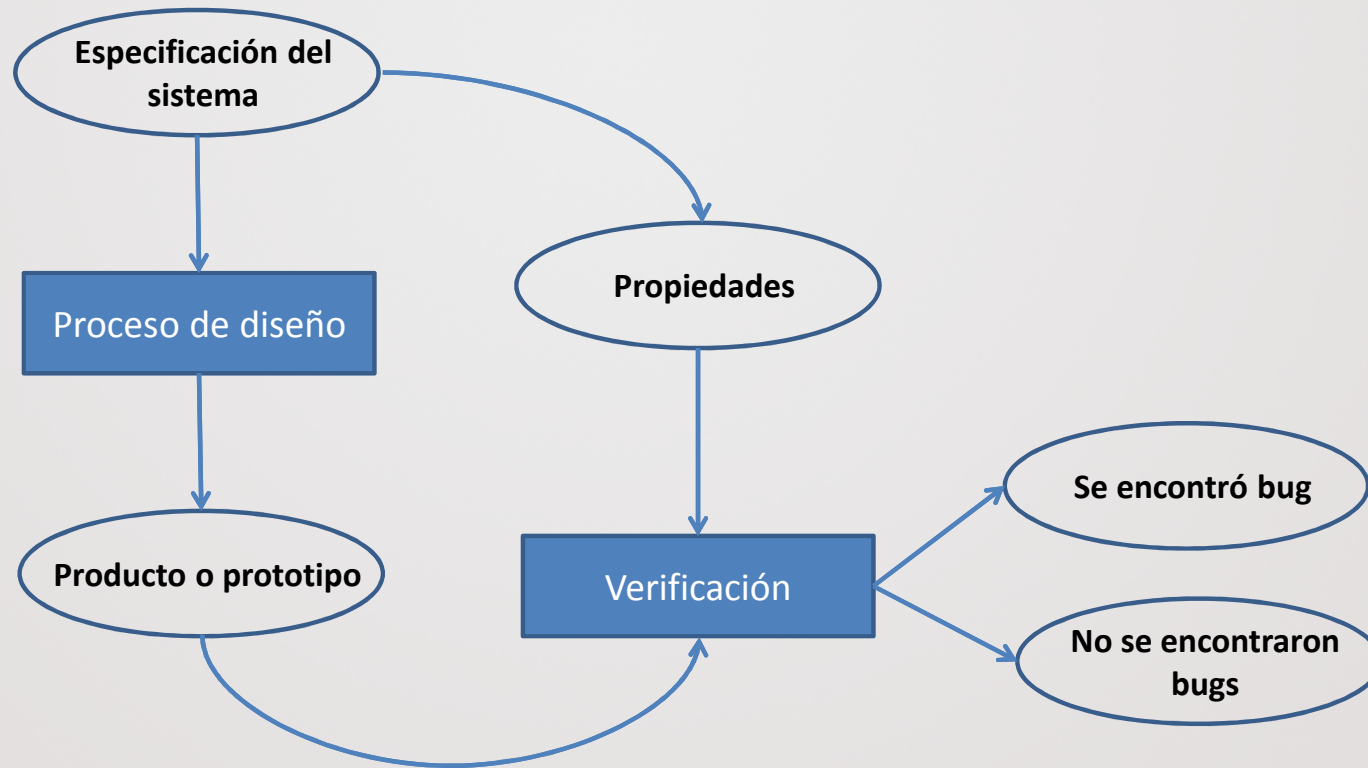 Especificación del
sistema
Propiedades
Proceso de diseño
Se encontró bug
Producto o prototipo
Verificación
No se encontraron
bugs